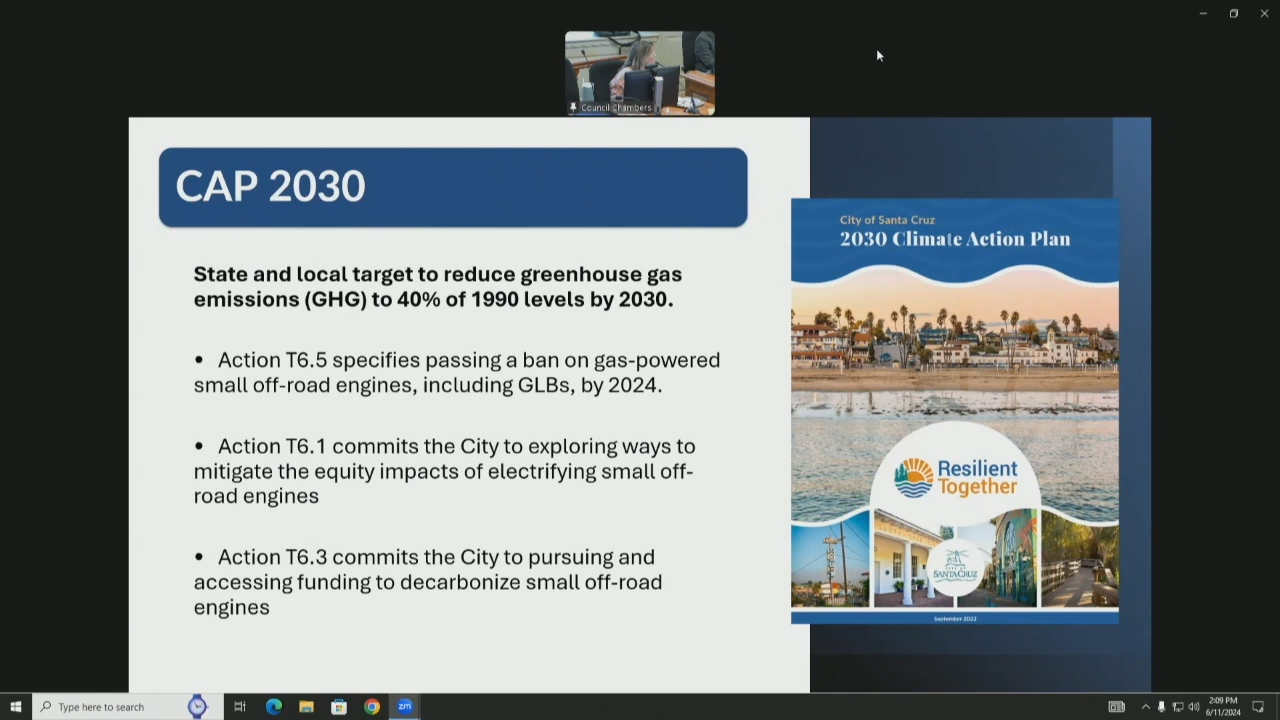 Council Chambers
CAP 2030
State and local target to reduce greenhouse gas
emissions (GHG) to 40% of 1990 levels by 2030.
• Action T6.5 specifies passing a ban on gas-powered
small off-road engines, including GLBs, by 2024.
• Action T6.1 commits the City to exploring ways to
mitigate the equity impacts of electrifying small off-
road engines
• Action T6.3 commits the City to pursuing and
accessing funding to decarbonize small off-road
engines
City of Santa Cruz
2030 Climate Action Plan
Resilient
Together
CITY OF
SANTA CRUZ
September 2022
Type here to search
zm
2:09 PM
6/11/2024